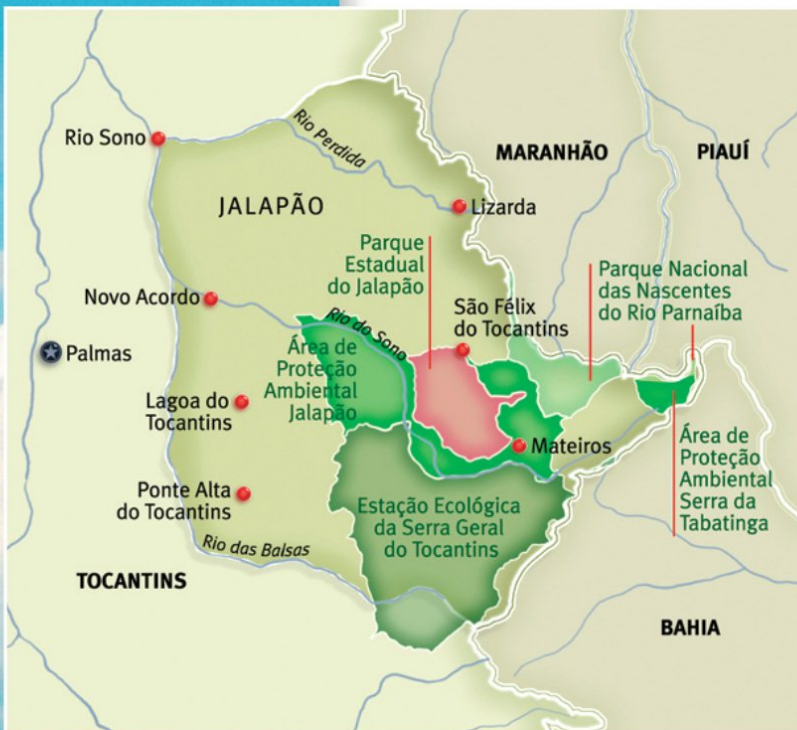 Rio Sono
Rio Perdida
MARANHÃO
PIAUÍ
JALAPÃO
Lizarda
Parque
Estadual
do Jalapão
Parque Nacional
das Nascentes
do Rio Parnaíba
Novo Acordo
Rio do Sono
São Félix
do Tocantins
Palmas
Área de
Proteção
Ambiental
Jalapão
Lagoa do
Tocantins
Mateiros
Área de
Proteção
Ambiental
Serra da
Tabatinga
Ponte Alta
do Tocantins
Estação Ecológica
da Serra Geral
do Tocantins
Rio das Balsas
TOCANTINS
BAHIA